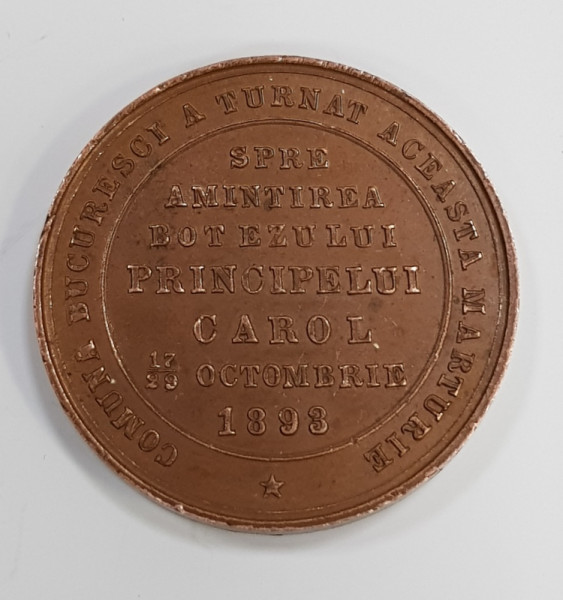 COMUNA BUCURESCI A TURNAT ACEASTA MARTURIE
SPRE
AMINTIREA
BOTEZULUI
PRINCIPELUI
CAROL
17/29 OCTOMBRIE
1893